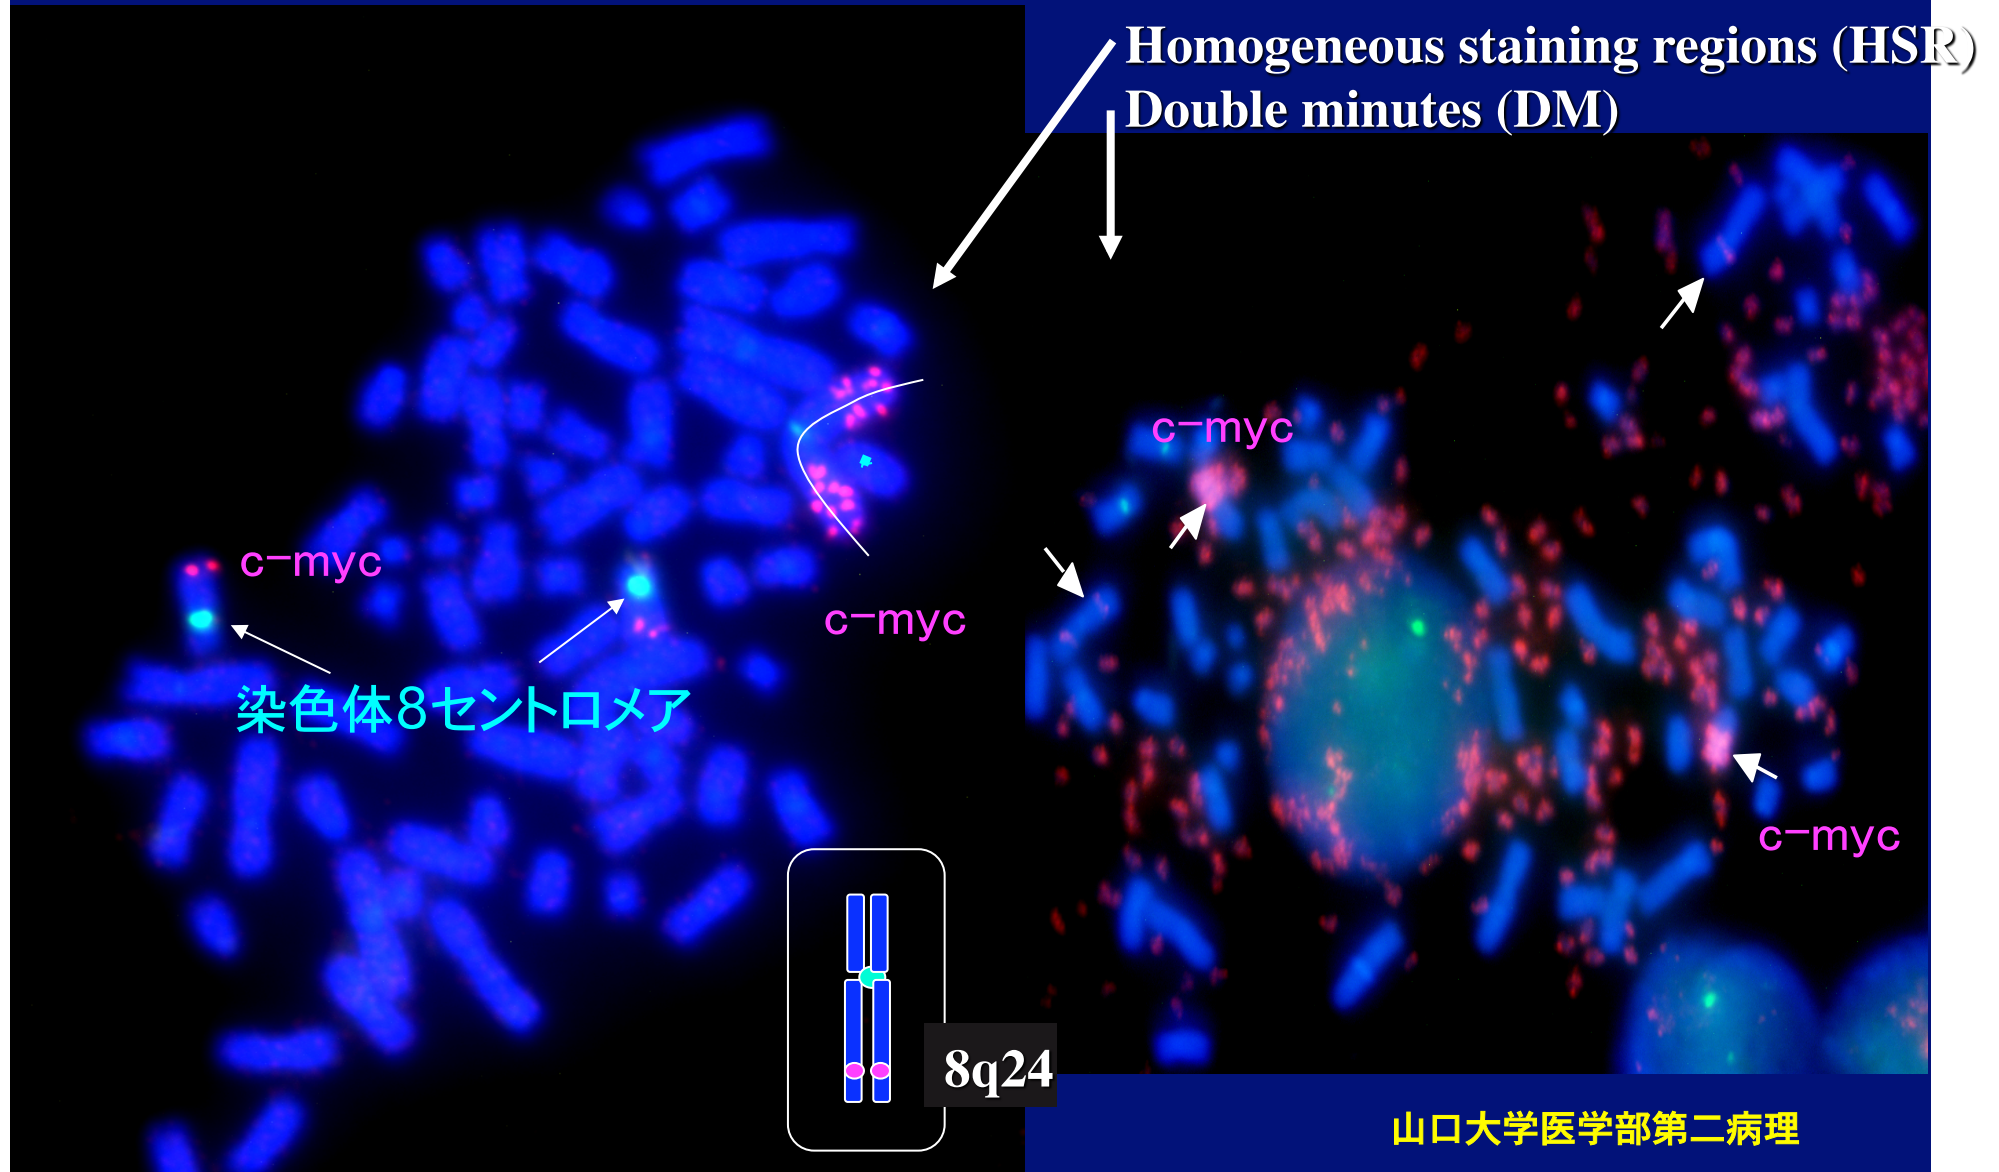 Homogeneous staining regions (HSR)
Double minutes (DM)
c-myc
c-myc
c-myc
染色体8セントロメア
c-myc
8q24
山口大学医学部第二病理